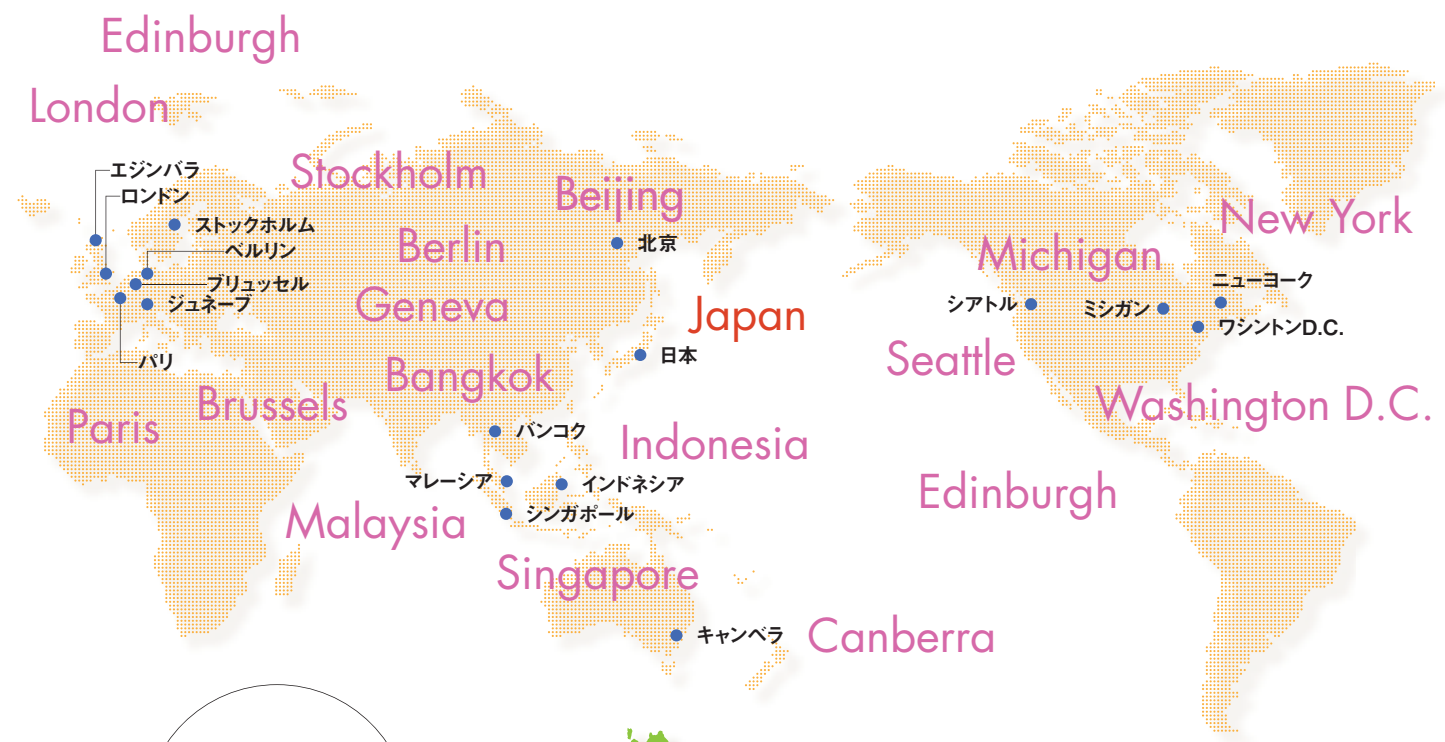 Edinburgh
London
エジンバラ
ロンドン
Stockholm
ストックホルム
Beijing
北京
Berlin
ベルリン
ブリュッセル
Geneva
ジュネーブ
パリ
Japan
日本
Bangkok
Brussels
Paris
バンコク
Indonesia
マレーシア
インドネシア
シンガポール
Malaysia
Singapore
キャンベラ
Canberra
New York
Michigan
ニューヨーク
シアトル
ミシガン
ワシントンD.C.
Seattle
Washington D.C.
Edinburgh